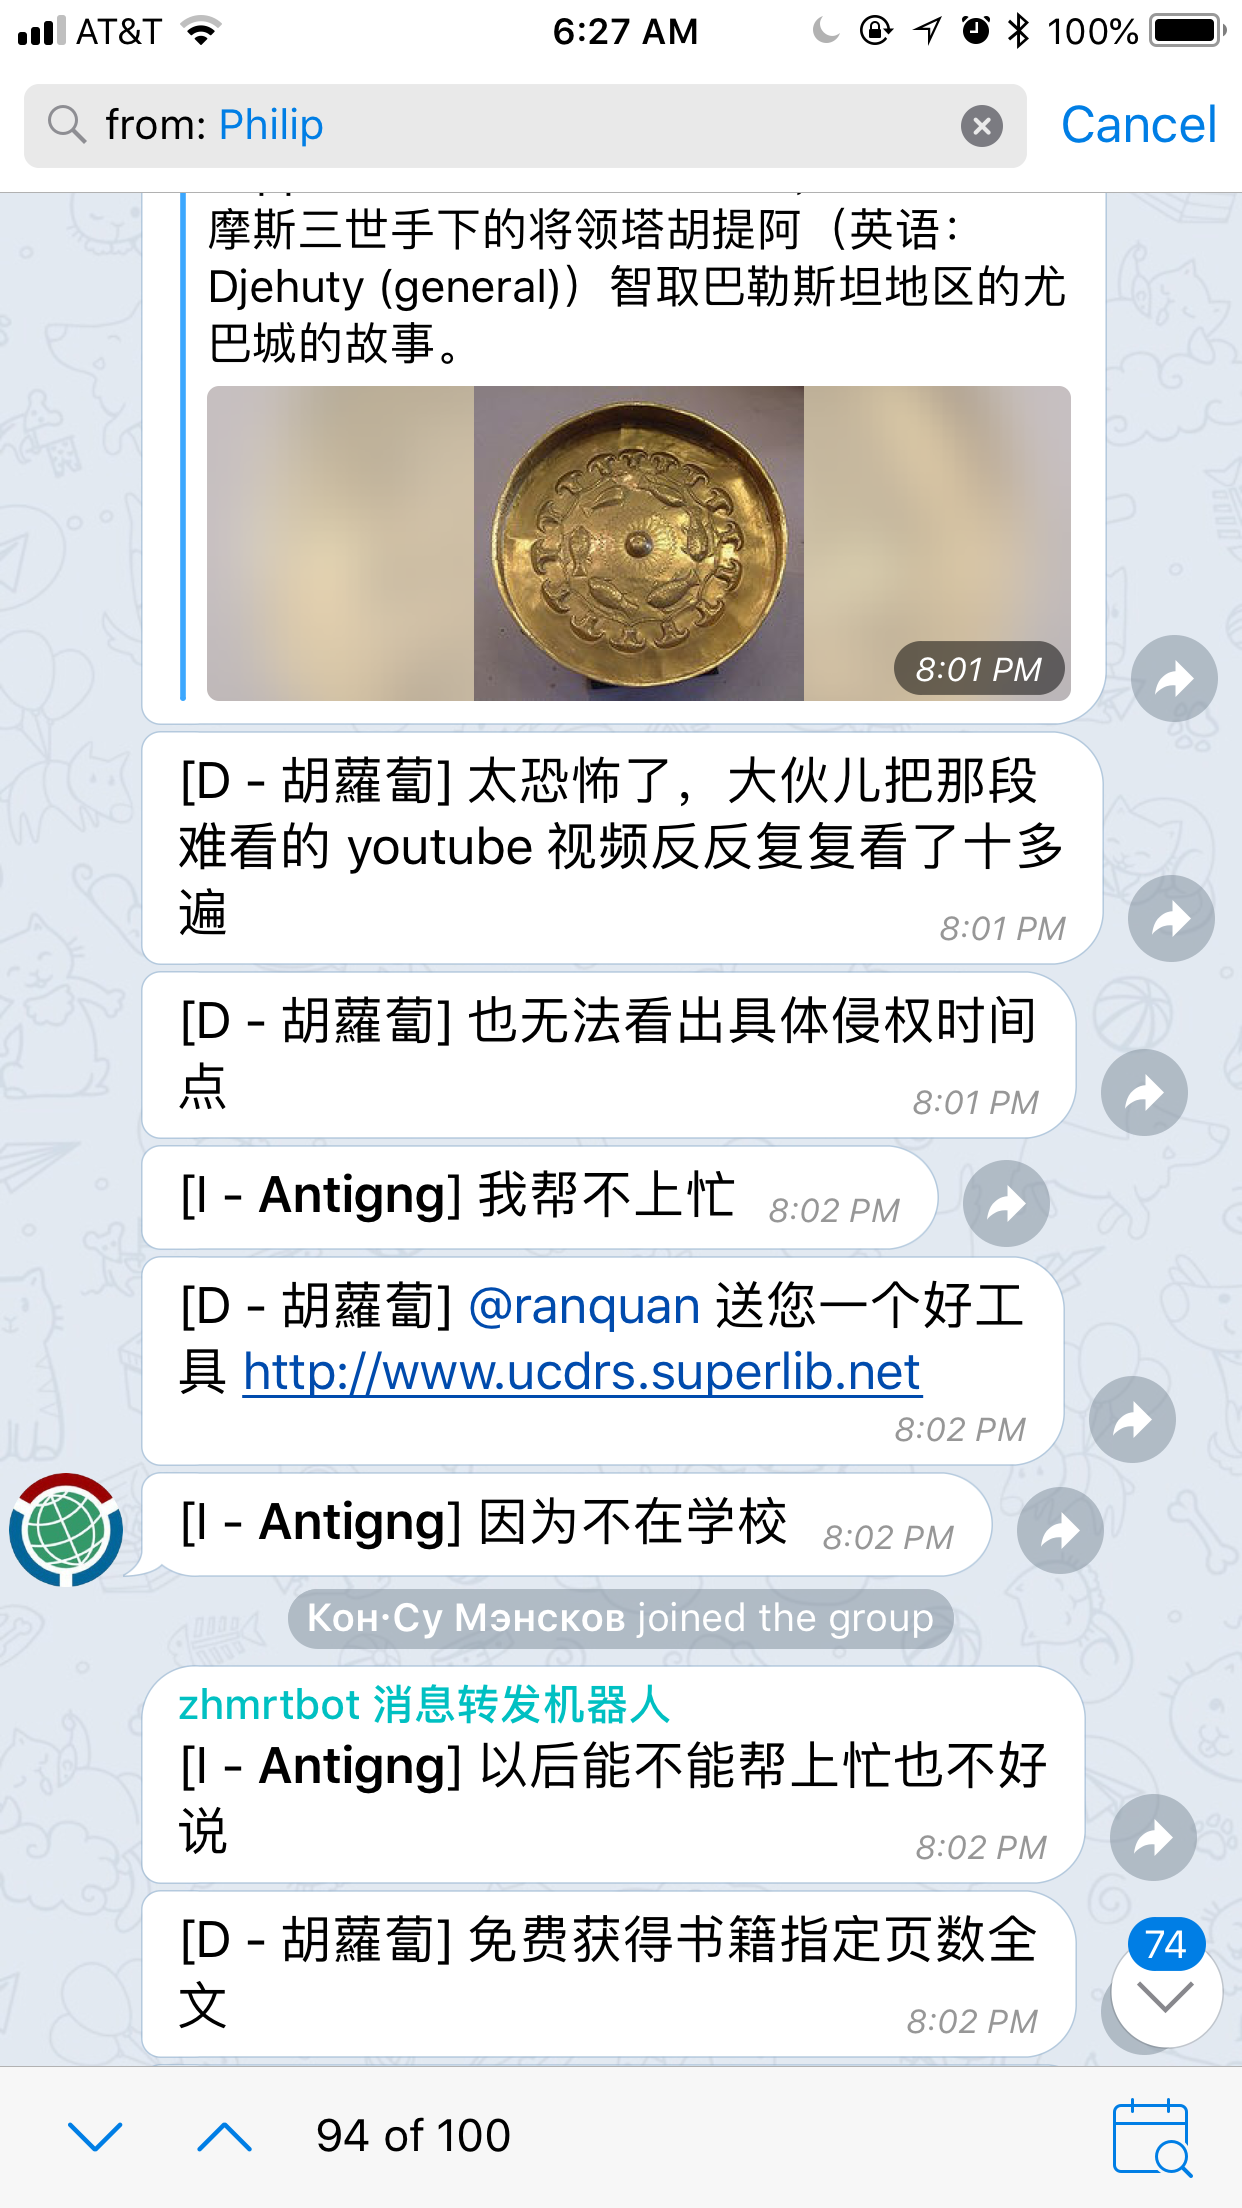 AT&T 6:27 AM 100%
from: Philip Cancel
摩斯三世手下的将领塔胡提阿（英语：
Djehuty (general)）智取巴勒斯坦地区的尤
巴城的故事。
8:01 PM
[D - 胡蘿蔔] 太恐怖了，大伙儿把那段
难看的 youtube 视频反反复复看了十多
遍
8:01 PM
[D - 胡蘿蔔] 也无法看出具体侵权时间
点
8:01 PM
[I - Antigng] 我帮不上忙 8:02 PM
[D - 胡蘿蔔] @ranquan 送您一个好工
具 http://www.ucdrs.superlib.net
8:02 PM
[I - Antigng] 因为不在学校 8:02 PM
Кон·Су Мэнсков joined the group
zhmrtbot 消息转发机器人
[I - Antigng] 以后能不能帮上忙也不好
说
8:02 PM
[D - 胡蘿蔔] 免费获得书籍指定页数全
文
8:02 PM
74
94 of 100